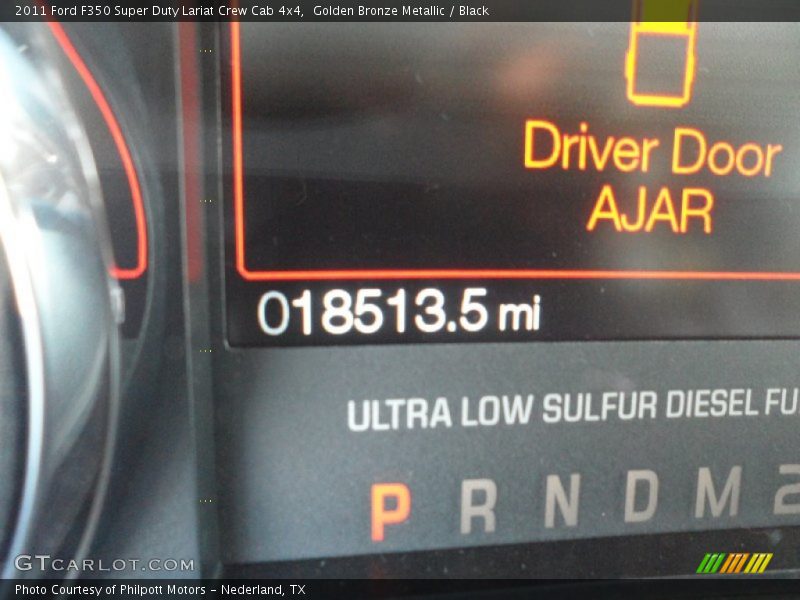 2011 Ford F350 Super Duty Lariat Crew Cab 4x4,  Golden Bronze Metallic / Black
Driver Door
AJAR
018513.5 mi
ULTRA LOW SULFUR DIESEL FU
P R N D M 2
GTCARLOT.COM
Photo Courtesy of Philpott Motors - Nederland, TX